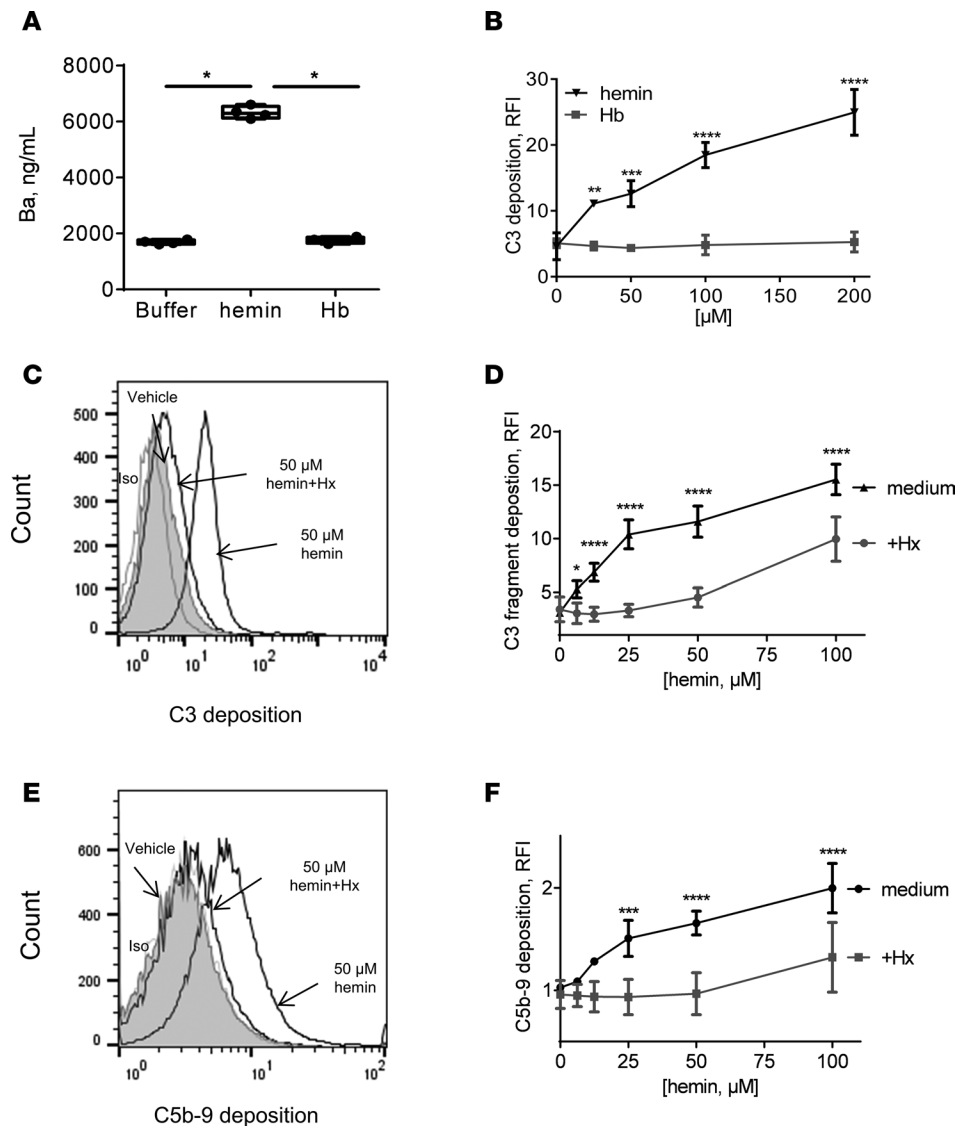 A
8000
6000
4000
2000
0
Ba, ng/mL
*
*
Buffer
hemin
Hb
B
30
20
10
0
C3 deposition, RFI
hemin
Hb
**
***
****
****
0
50
100
150
200
[µM]
C
500
400
300
200
100
0
Count
Vehicle
Iso
50 µM
hemin+Hx
50 µM
hemin
10^0
10^1
10^2
10^4
C3 deposition
D
20
15
10
5
C3 fragment depostion, RFI
*
****
****
****
****
medium
+Hx
0
25
50
75
100
[hemin, µM]
E
600
400
200
0
Count
Vehicle
Iso
50 µM
hemin+Hx
50 µM
hemin
10^0
10^1
10^2
C5b-9 deposition
F
2
1
C5b-9 deposition, RFI
***
****
****
medium
+Hx
0
25
50
75
100
[hemin, µM]